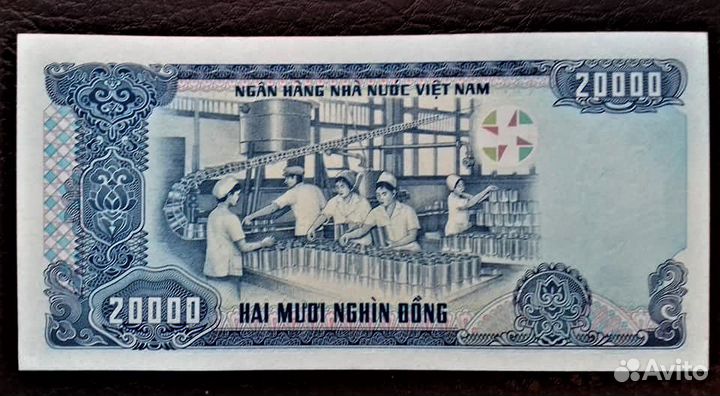 NGÂN HÀNG NHÀ NƯỚC VIỆT NAM
20000
20000
HAI MƯƠI NGHÌN ĐỒNG
Avito